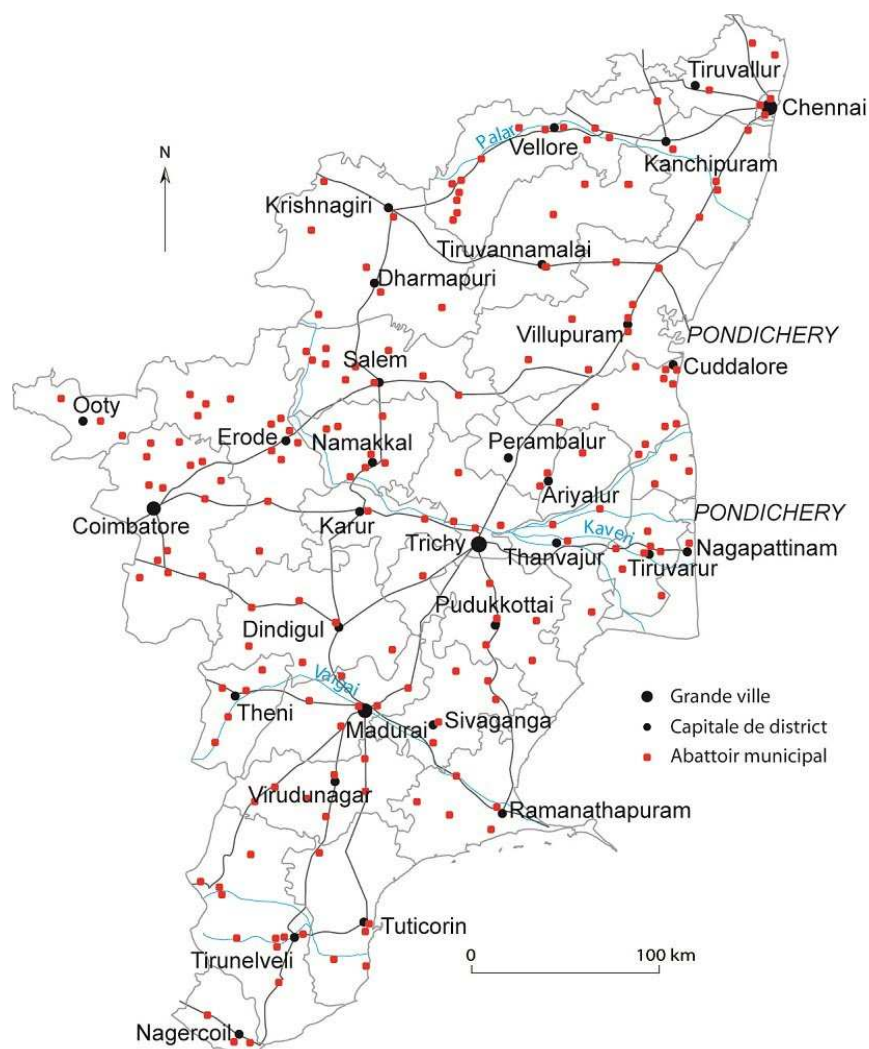 Tiruvallur
Chennai
Palar
Vellore
Kanchipuram
N
Krishnagiri
Tiruvannamalai
Dharmapuri
Villupuram
PONDICHERY
Salem
Cuddalore
Ooty
Erode
Namakkal
Perambalur
Ariyalur
Coimbatore
Karur
PONDICHERY
Kaveri
Trichy
Thanvajur
Nagapattinam
Tiruvarur
Pudukkottai
Dindigul
Vaigai
Grande ville
Theni
Madurai
Sivaganga
Capitale de district
Abattoir municipal
Virudunagar
Ramanathapuram
Tuticorin
Tirunelveli
0
100 km
Nagercoil